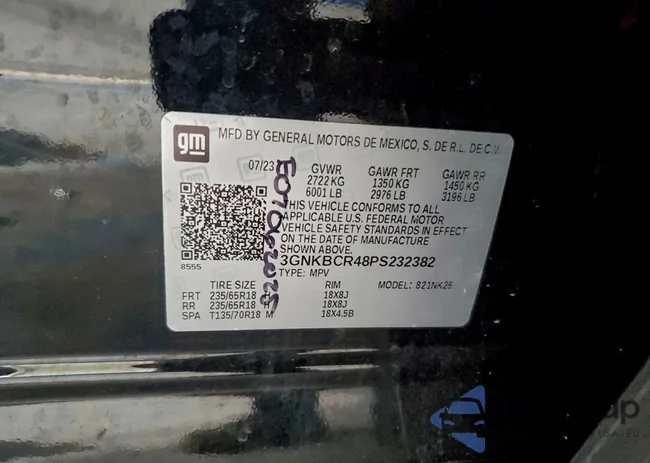 gm
MFD BY GENERAL MOTORS DE MEXICO, S. DE R.L. DE C.V.
07/23 GVWR GAWR FRT GAWR RR
2722 KG 1350 KG 1450 KG
6001 LB 2976 LB 3196 LB
THIS VEHICLE CONFORMS TO ALL
APPLICABLE U.S. FEDERAL MOTOR
VEHICLE SAFETY STANDARDS IN EFFECT
ON THE DATE OF MANUFACTURE
SHOWN ABOVE.
3GNKBCR48PS232382
8555 TYPE: MPV MODEL: 821NK26
TIRE SIZE RIM
FRT 235/65R18 18X8J
RR 235/65R18 18X8J
SPA T135/70R18 M 18X4.5B